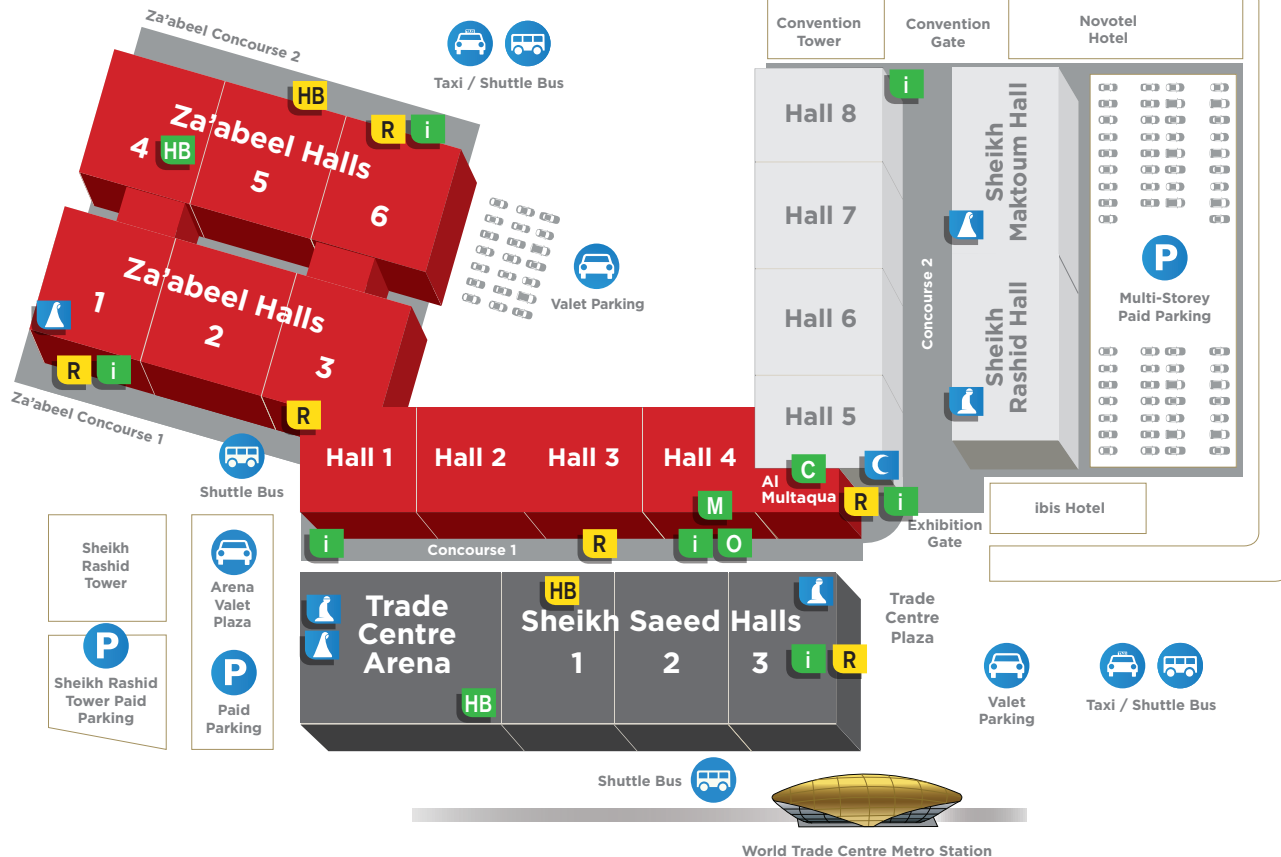 Za'abeel Concourse 2
Taxi / Shuttle Bus
Convention
Tower
Convention
Gate
Novotel
Hotel
HB
R
i
Za'abeel Halls
4
HB
5
6
Valet Parking
Za'abeel Halls
1
2
3
R
i
R
Za'abeel Concourse 1
Shuttle Bus
Hall 8
i
Hall 7
Hall 6
Hall 5
Concourse 2
Sheikh
Maktoum Hall
Sheikh
Rashid Hall
P
Multi-Storey
Paid Parking
Hall 1
Hall 2
Hall 3
Hall 4
M
C
Al
Multaqua
R
i
Exhibition
Gate
ibis Hotel
i
Concourse 1
R
i
O
Sheikh
Rashid
Tower
P
Sheikh Rashid
Tower Paid
Parking
Arena
Valet
Plaza
P
Paid
Parking
Trade
Centre
Arena
HB
HB
Sheikh Saeed Halls
1
2
3
i
R
Trade
Centre
Plaza
Valet
Parking
Taxi / Shuttle Bus
Shuttle Bus
World Trade Centre Metro Station